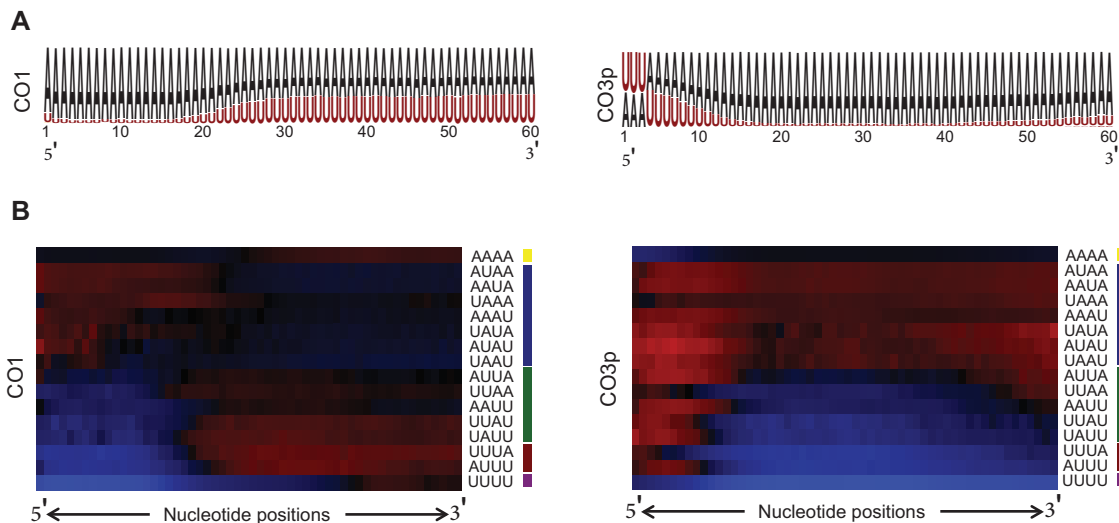 A
CO1
1 10 20 30 40 50 60
5' 3'
CO3p
1 10 20 30 40 50 60
5' 3'
B
CO1
AAAA
AUAA
AAUA
UAAA
AAAU
UAUA
AUAU
UAAU
AUUA
UUAA
AAUU
UUAU
UAUU
UUUA
AUUU
UUUU
5' Nucleotide positions 3'
CO3p
AAAA
AUAA
AAUA
UAAA
AAAU
UAUA
AUAU
UAAU
AUUA
UUAA
AAUU
UUAU
UAUU
UUUA
AUUU
UUUU
5' Nucleotide positions 3'